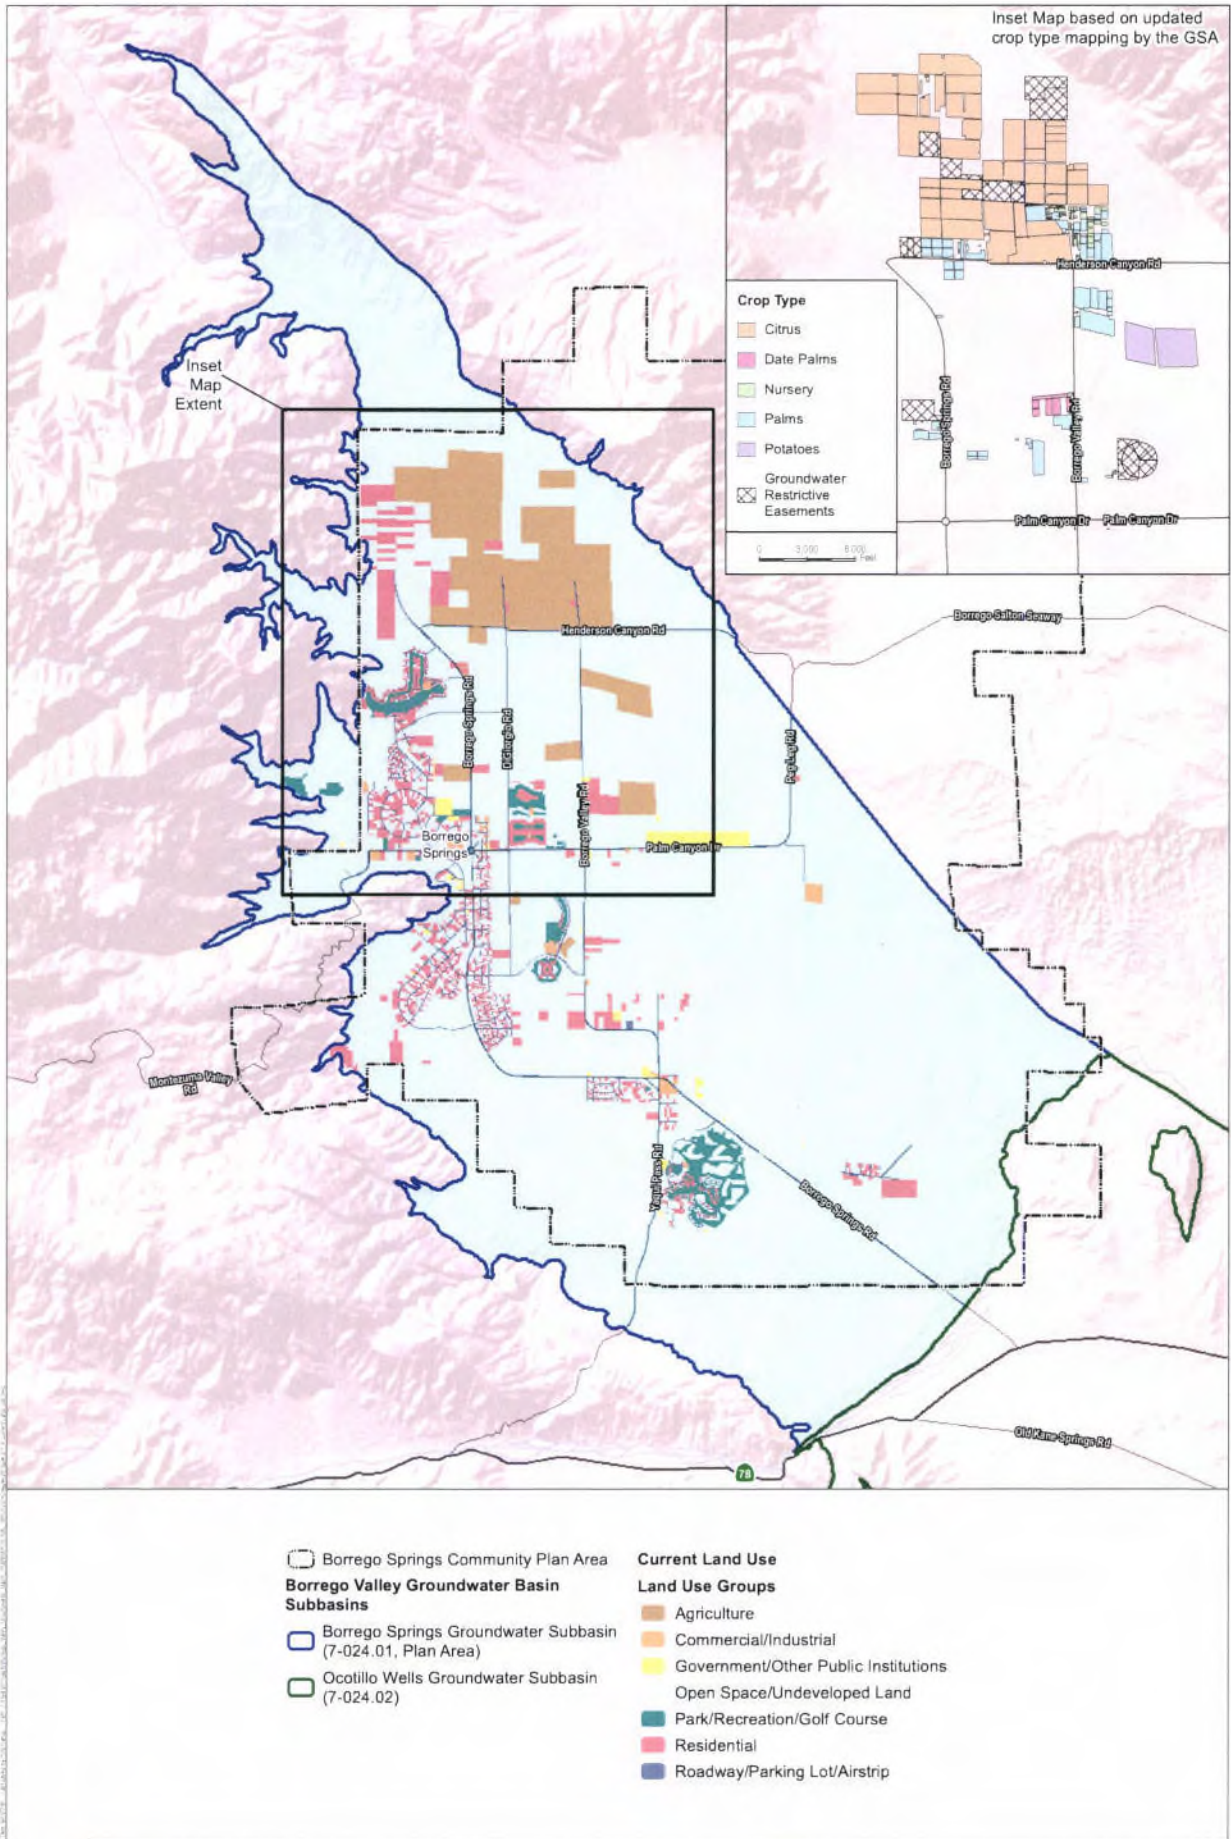 Inset Map based on updated
crop type mapping by the GSA
Henderson Canyon Rd
Crop Type
Citrus
Date Palms
Nursery
Palms
Potatoes
Groundwater
Restrictive
Easements
Borrego Springs Rd
Borrego Valley Rd
Palm Canyon Dr
Palm Canyon Dr
0 3,000 6,000
Feet
Inset
Map
Extent
Borrego Salton Seaway
Henderson Canyon Rd
Borrego Springs Rd
DiGiorgio Rd
Peg Leg Rd
Borrego Valley Rd
Borrego
Springs
Palm Canyon Dr
Montezuma Valley
Rd
Yaqui Pass Rd
Borrego Springs Rd
Old Kane Springs Rd
78
Borrego Springs Community Plan Area
Borrego Valley Groundwater Basin
Subbasins
Borrego Springs Groundwater Subbasin
(7-024.01, Plan Area)
Ocotillo Wells Groundwater Subbasin
(7-024.02)
Current Land Use
Land Use Groups
Agriculture
Commercial/Industrial
Government/Other Public Institutions
Open Space/Undeveloped Land
Park/Recreation/Golf Course
Residential
Roadway/Parking Lot/Airstrip